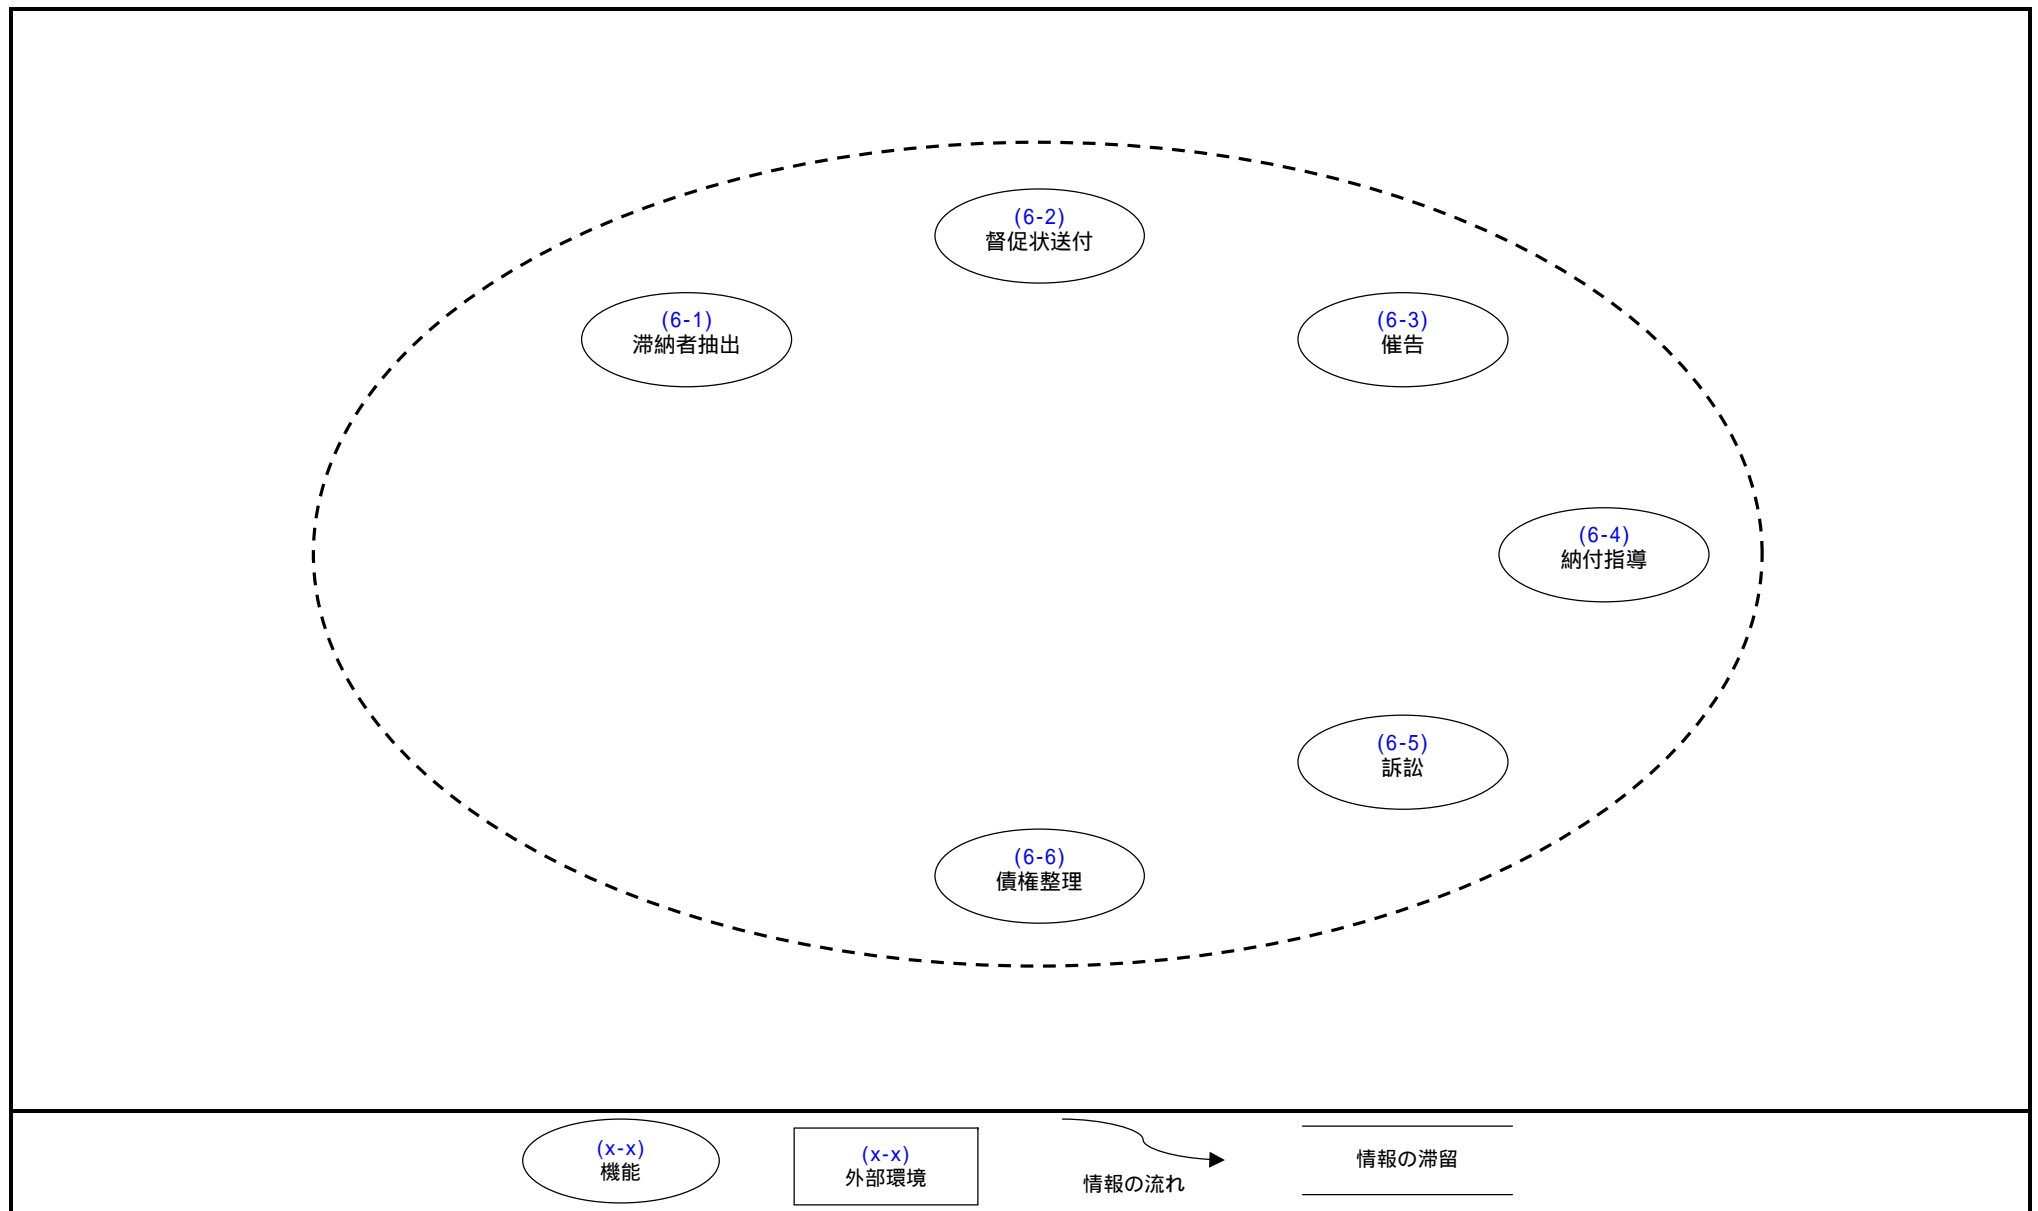 (6-2)
督促状送付
(6-1)
滞納者抽出
(6-3)
催告
(6-4)
納付指導
(6-5)
訴訟
(6-6)
債権整理
(x-x)
機能
(x-x)
外部環境
情報の流れ
情報の滞留